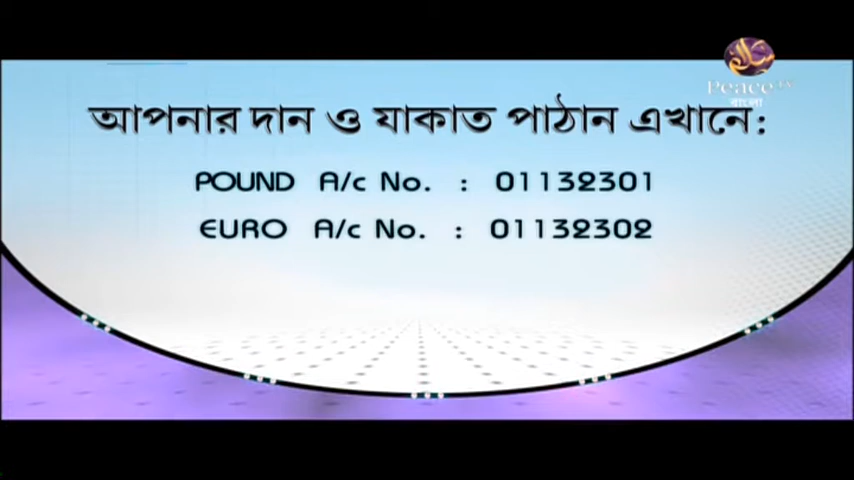 Peace TV
বাংলা
আপনার দান ও যাকাত পাঠান এখানে:
POUND A/c No. : 01132301
EURO A/c No. : 01132302